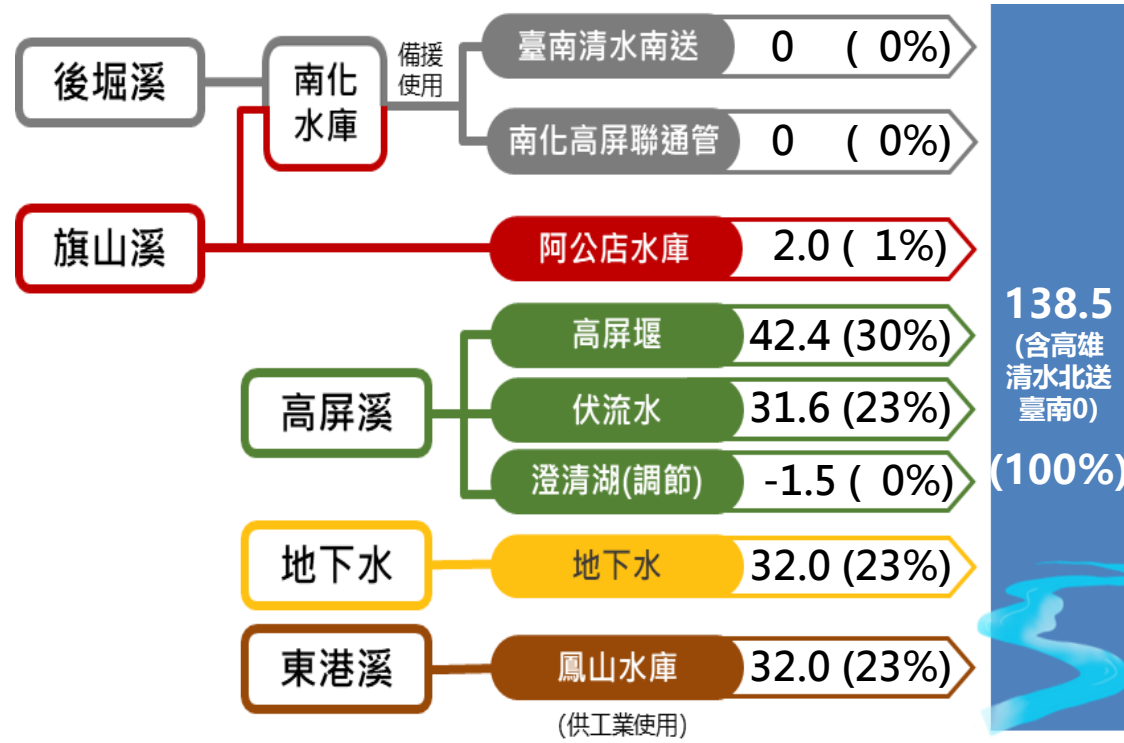 後堀溪
南化
水庫
備援
使用
臺南清水南送
0 ( 0%)
南化高屏聯通管
0 ( 0%)
旗山溪
阿公店水庫
2.0 ( 1%)
高屏溪
高屏堰
42.4 (30%)
伏流水
31.6 (23%)
澄清湖(調節)
-1.5 ( 0%)
地下水
地下水
32.0 (23%)
東港溪
鳳山水庫
32.0 (23%)
(供工業使用)
138.5
(含高雄
清水北送
臺南0)
(100%)